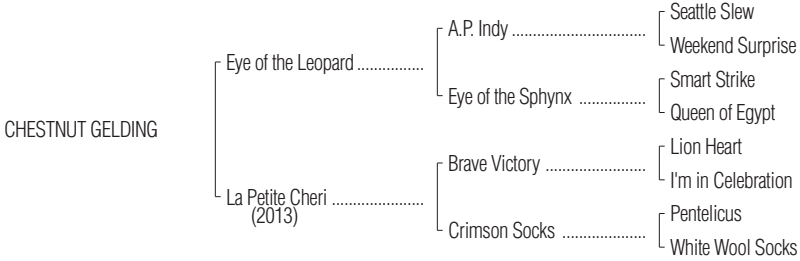 Seattle Slew
A.P. Indy ................................
Weekend Surprise
Eye of the Leopard ................
Smart Strike
Eye of the Sphynx ................
Queen of Egypt
CHESTNUT GELDING
Lion Heart
Brave Victory ........................
I'm in Celebration
La Petite Cheri ......................
(2013)
Pentelicus
Crimson Socks ....................
White Wool Socks